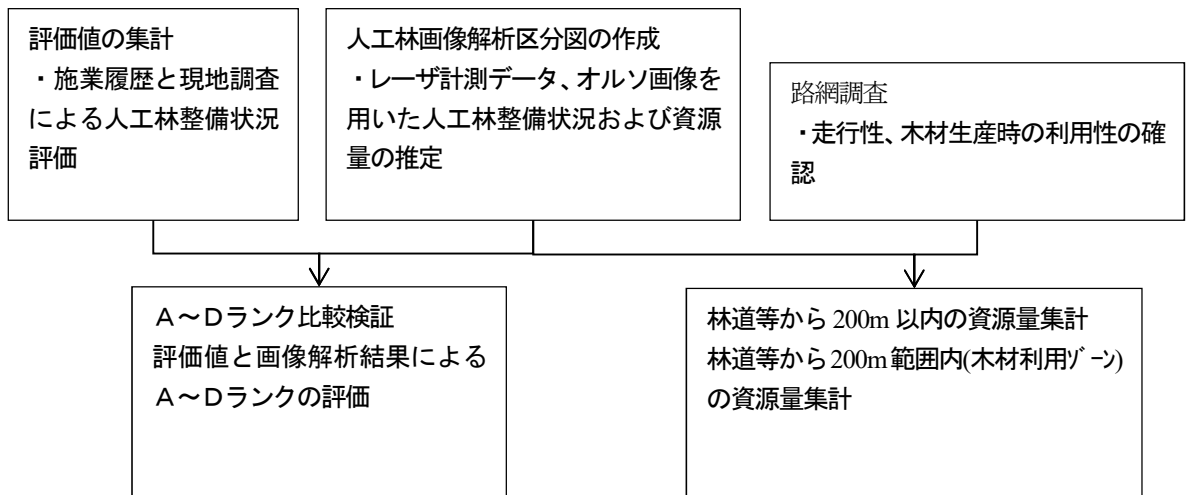 評価値の集計
・施業履歴と現地調査
による人工林整備状況
評価
人工林画像解析区分図の作成
・レーザ計測データ、オルソ画像を
用いた人工林整備状況および資源
量の推定
路網調査
・走行性、木材生産時の利用性の確
認
A～Dランク比較検証
評価値と画像解析結果による
A～Dランクの評価
林道等から 200m 以内の資源量集計
林道等から 200m 範囲内(木材利用ｿﾞｰﾝ)
の資源量集計